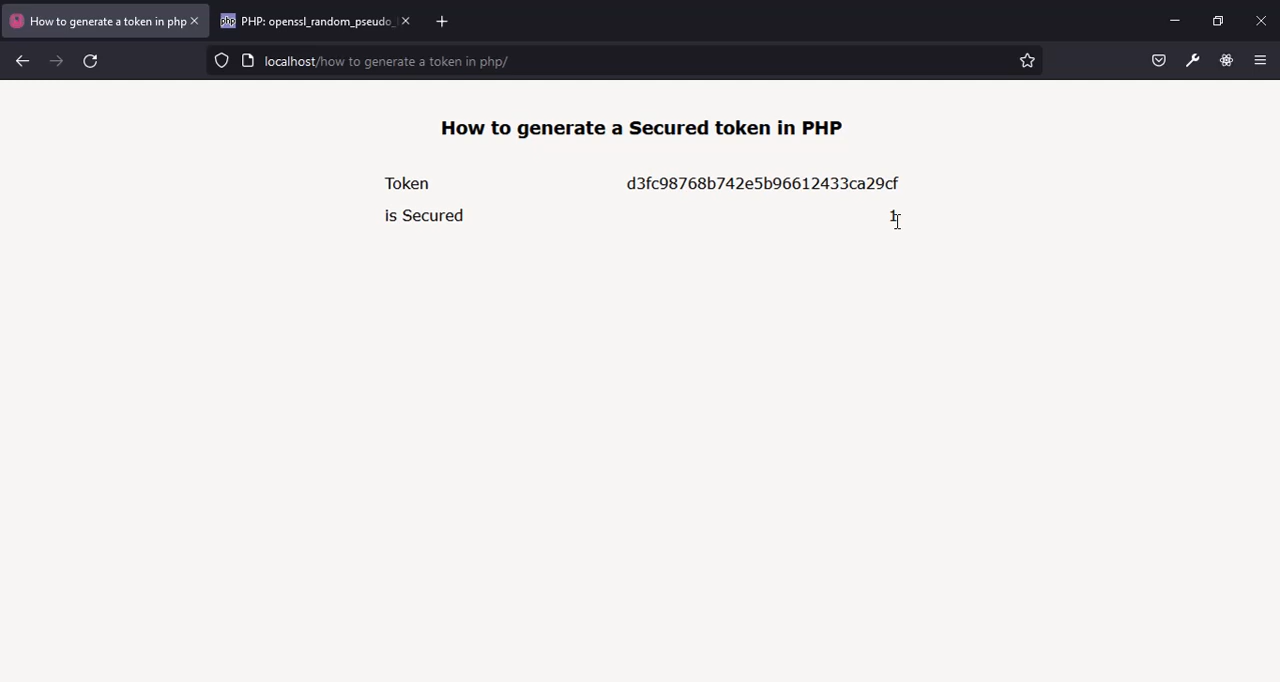 How to generate a token in php
PHP: openssl_random_pseudo_
localhost/how to generate a token in php/
How to generate a Secured token in PHP
Token d3fc98768b742e5b96612433ca29cf
is Secured 1